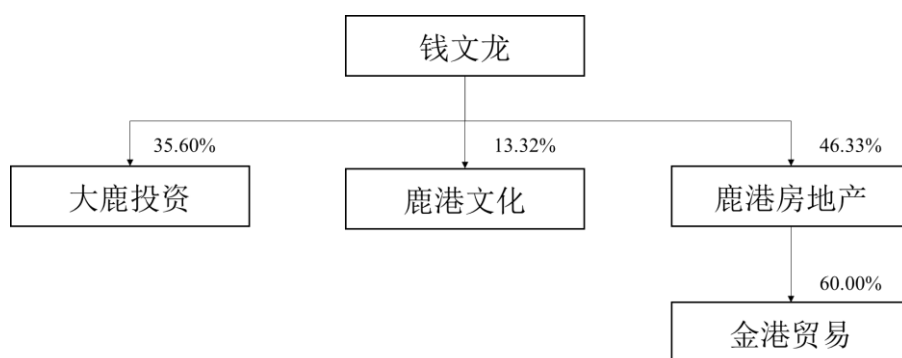 钱文龙
35.60%
13.32%
46.33%
大鹿投资
鹿港文化
鹿港房地产
60.00%
金港贸易